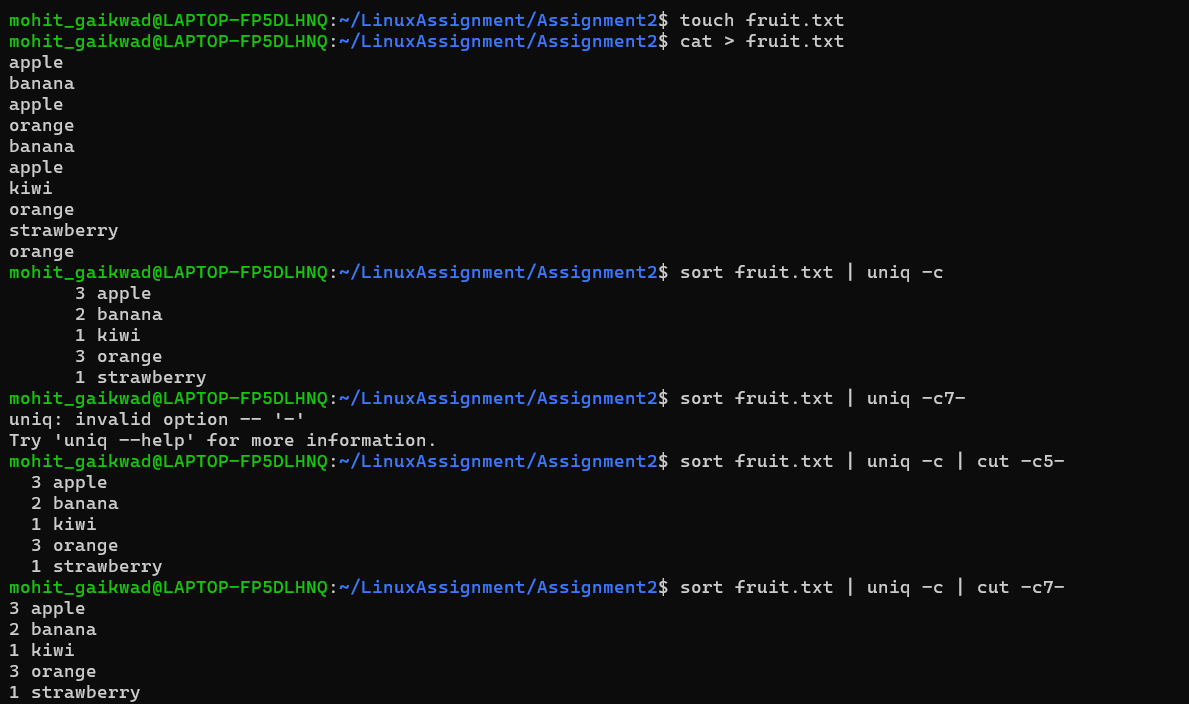 mohit_gaikwad@LAPTOP-FP5DLHNQ:~/LinuxAssignment/Assignment2$ touch fruit.txt
mohit_gaikwad@LAPTOP-FP5DLHNQ:~/LinuxAssignment/Assignment2$ cat > fruit.txt
apple
banana
apple
orange
banana
apple
kiwi
orange
strawberry
orange
mohit_gaikwad@LAPTOP-FP5DLHNQ:~/LinuxAssignment/Assignment2$ sort fruit.txt | uniq -c
      3 apple
      2 banana
      1 kiwi
      3 orange
      1 strawberry
mohit_gaikwad@LAPTOP-FP5DLHNQ:~/LinuxAssignment/Assignment2$ sort fruit.txt | uniq -c7-
uniq: invalid option -- '-'
Try 'uniq --help' for more information.
mohit_gaikwad@LAPTOP-FP5DLHNQ:~/LinuxAssignment/Assignment2$ sort fruit.txt | uniq -c | cut -c5-
  3 apple
  2 banana
  1 kiwi
  3 orange
  1 strawberry
mohit_gaikwad@LAPTOP-FP5DLHNQ:~/LinuxAssignment/Assignment2$ sort fruit.txt | uniq -c | cut -c7-
3 apple
2 banana
1 kiwi
3 orange
1 strawberry